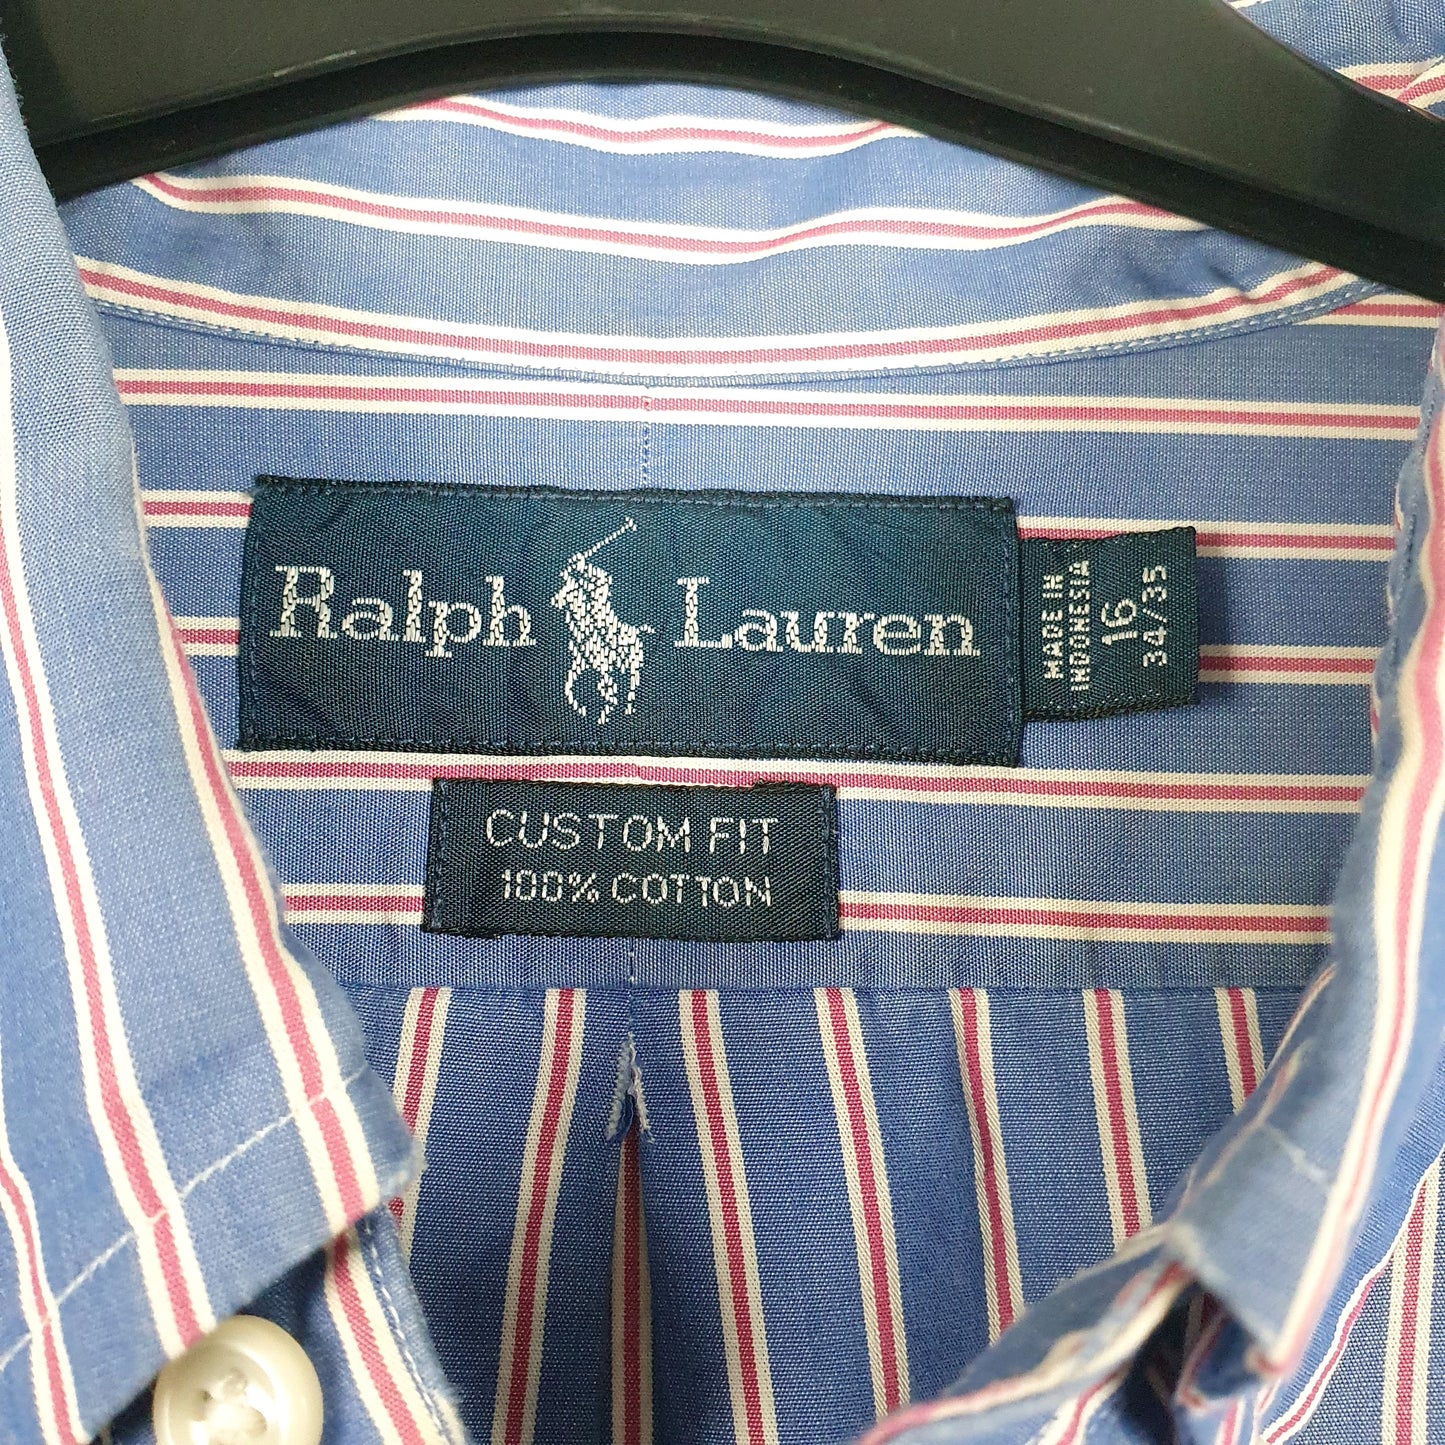 Ralph Lauren
MADE IN
INDONESIA
16
34/35
CUSTOM FIT
100% COTTON